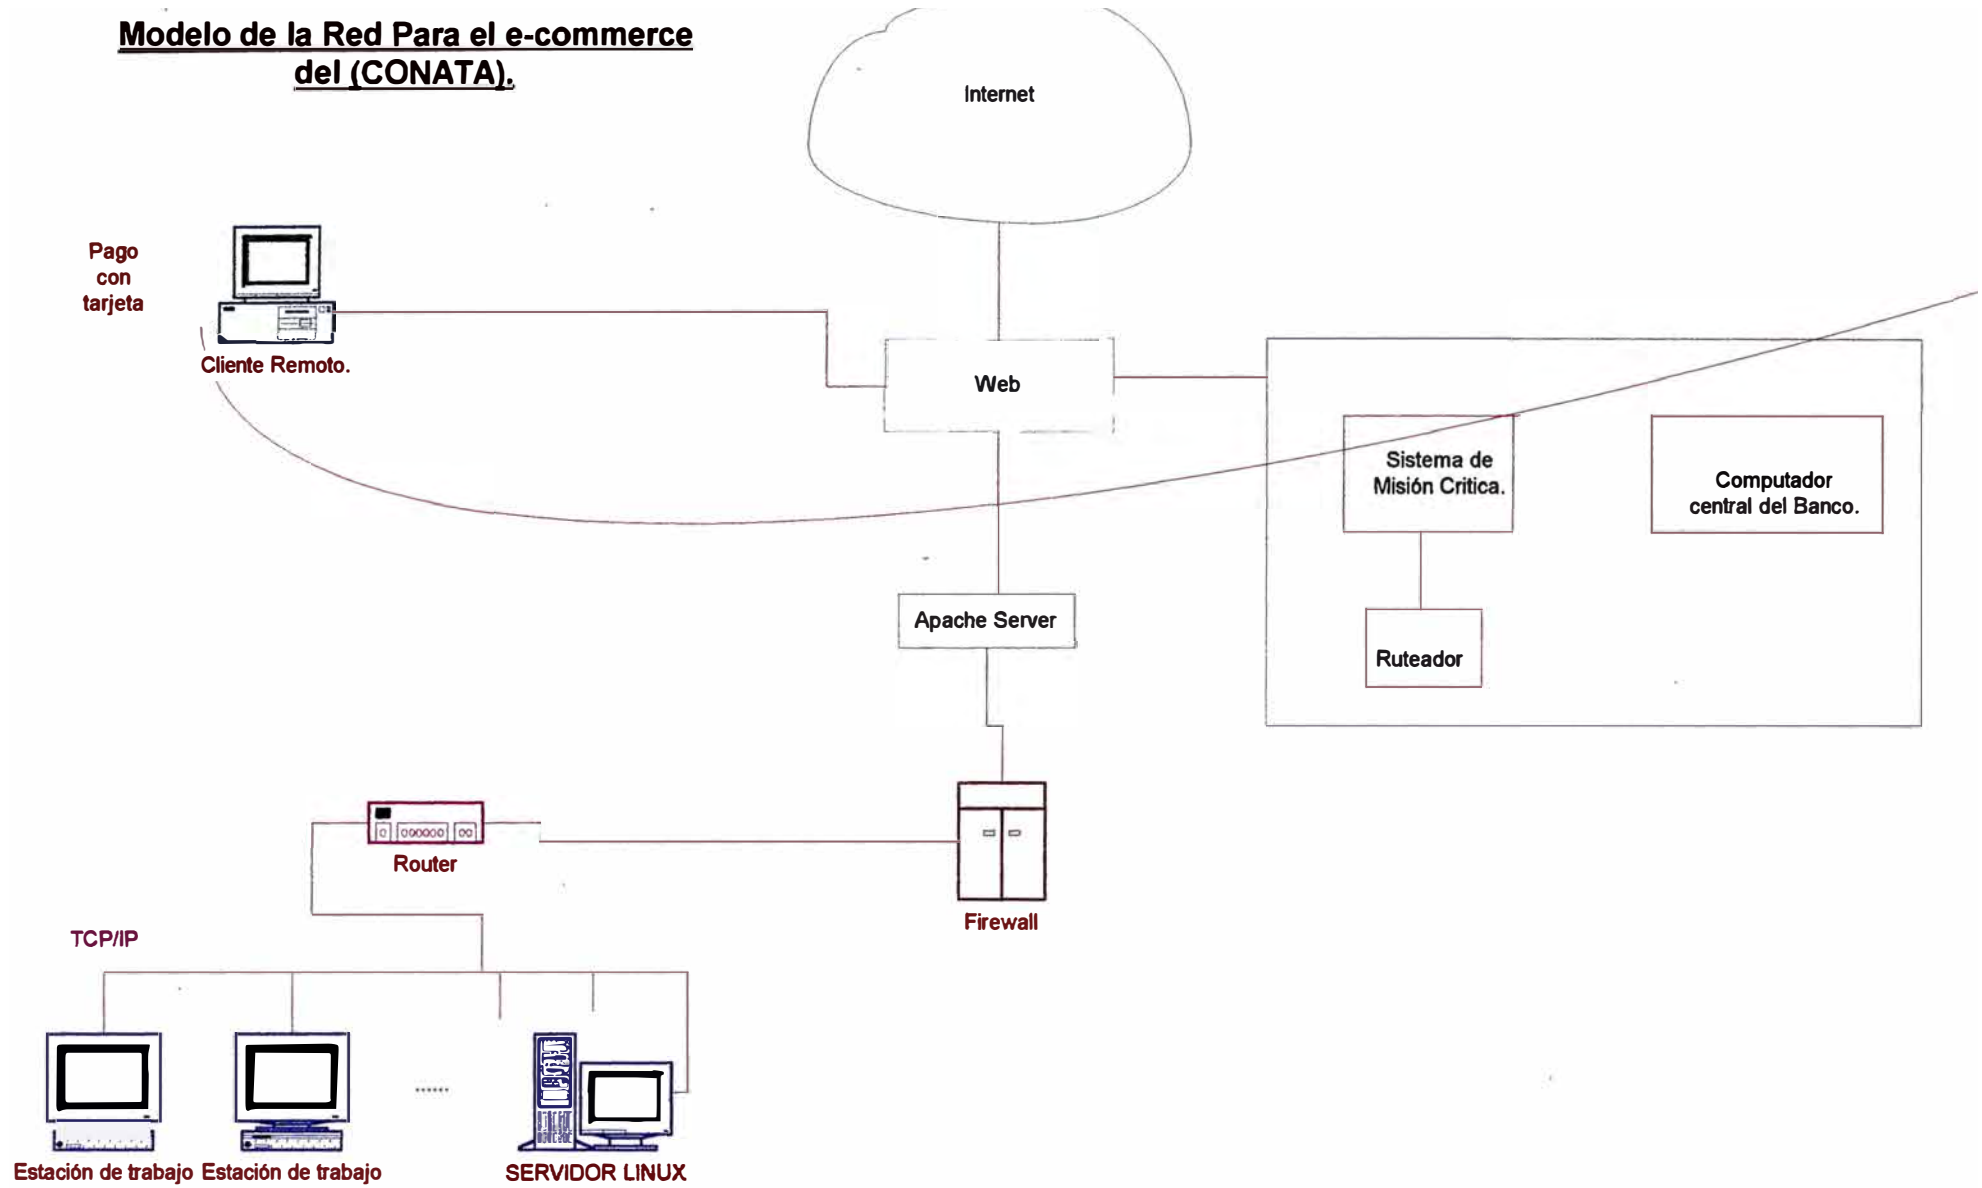 Modelo de la Red Para el e-commerce
del (CONATA).
Internet
Pago
con
tarjeta
Cliente Remoto.
Web
Sistema de
Misión Critica.
Computador
central del Banco.
Apache Server
Ruteador
Router
Firewall
TCP/IP
......
Estación de trabajo
Estación de trabajo
SERVIDOR LINUX